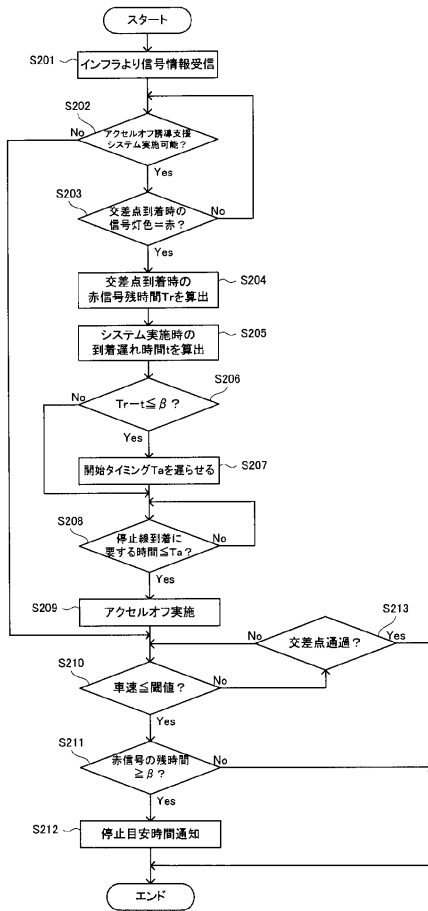 スタート
S201
インフラより信号情報受信
S202
No
アクセルオフ誘導支援
システム実施可能?
Yes
S203
交差点到着時の
信号灯色=赤?
No
Yes
交差点到着時の
赤信号残時間Trを算出
S204
システム実施時の
到着遅れ時間tを算出
S205
S206
No
Tr-t≦β?
Yes
開始タイミングTaを遅らせる
S207
S208
停止線到着に
要する時間≦Ta?
No
Yes
S209
アクセルオフ実施
S213
No
交差点通過?
Yes
S210
車速≦閾値?
No
Yes
S211
赤信号の残時間
≧β?
No
Yes
S212
停止目安時間通知
エンド